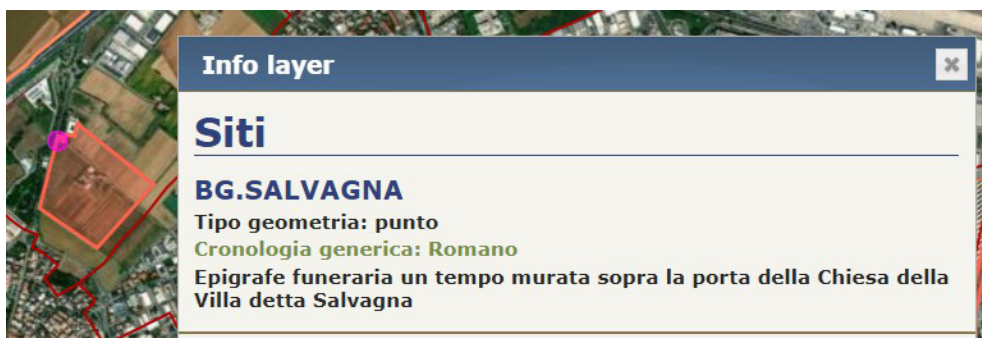 Info layer
Siti
BG.SALVAGNA
Tipo geometria: punto
Cronologia generica: Romano
Epigrafe funeraria un tempo murata sopra la porta della Chiesa della
Villa detta Salvagna